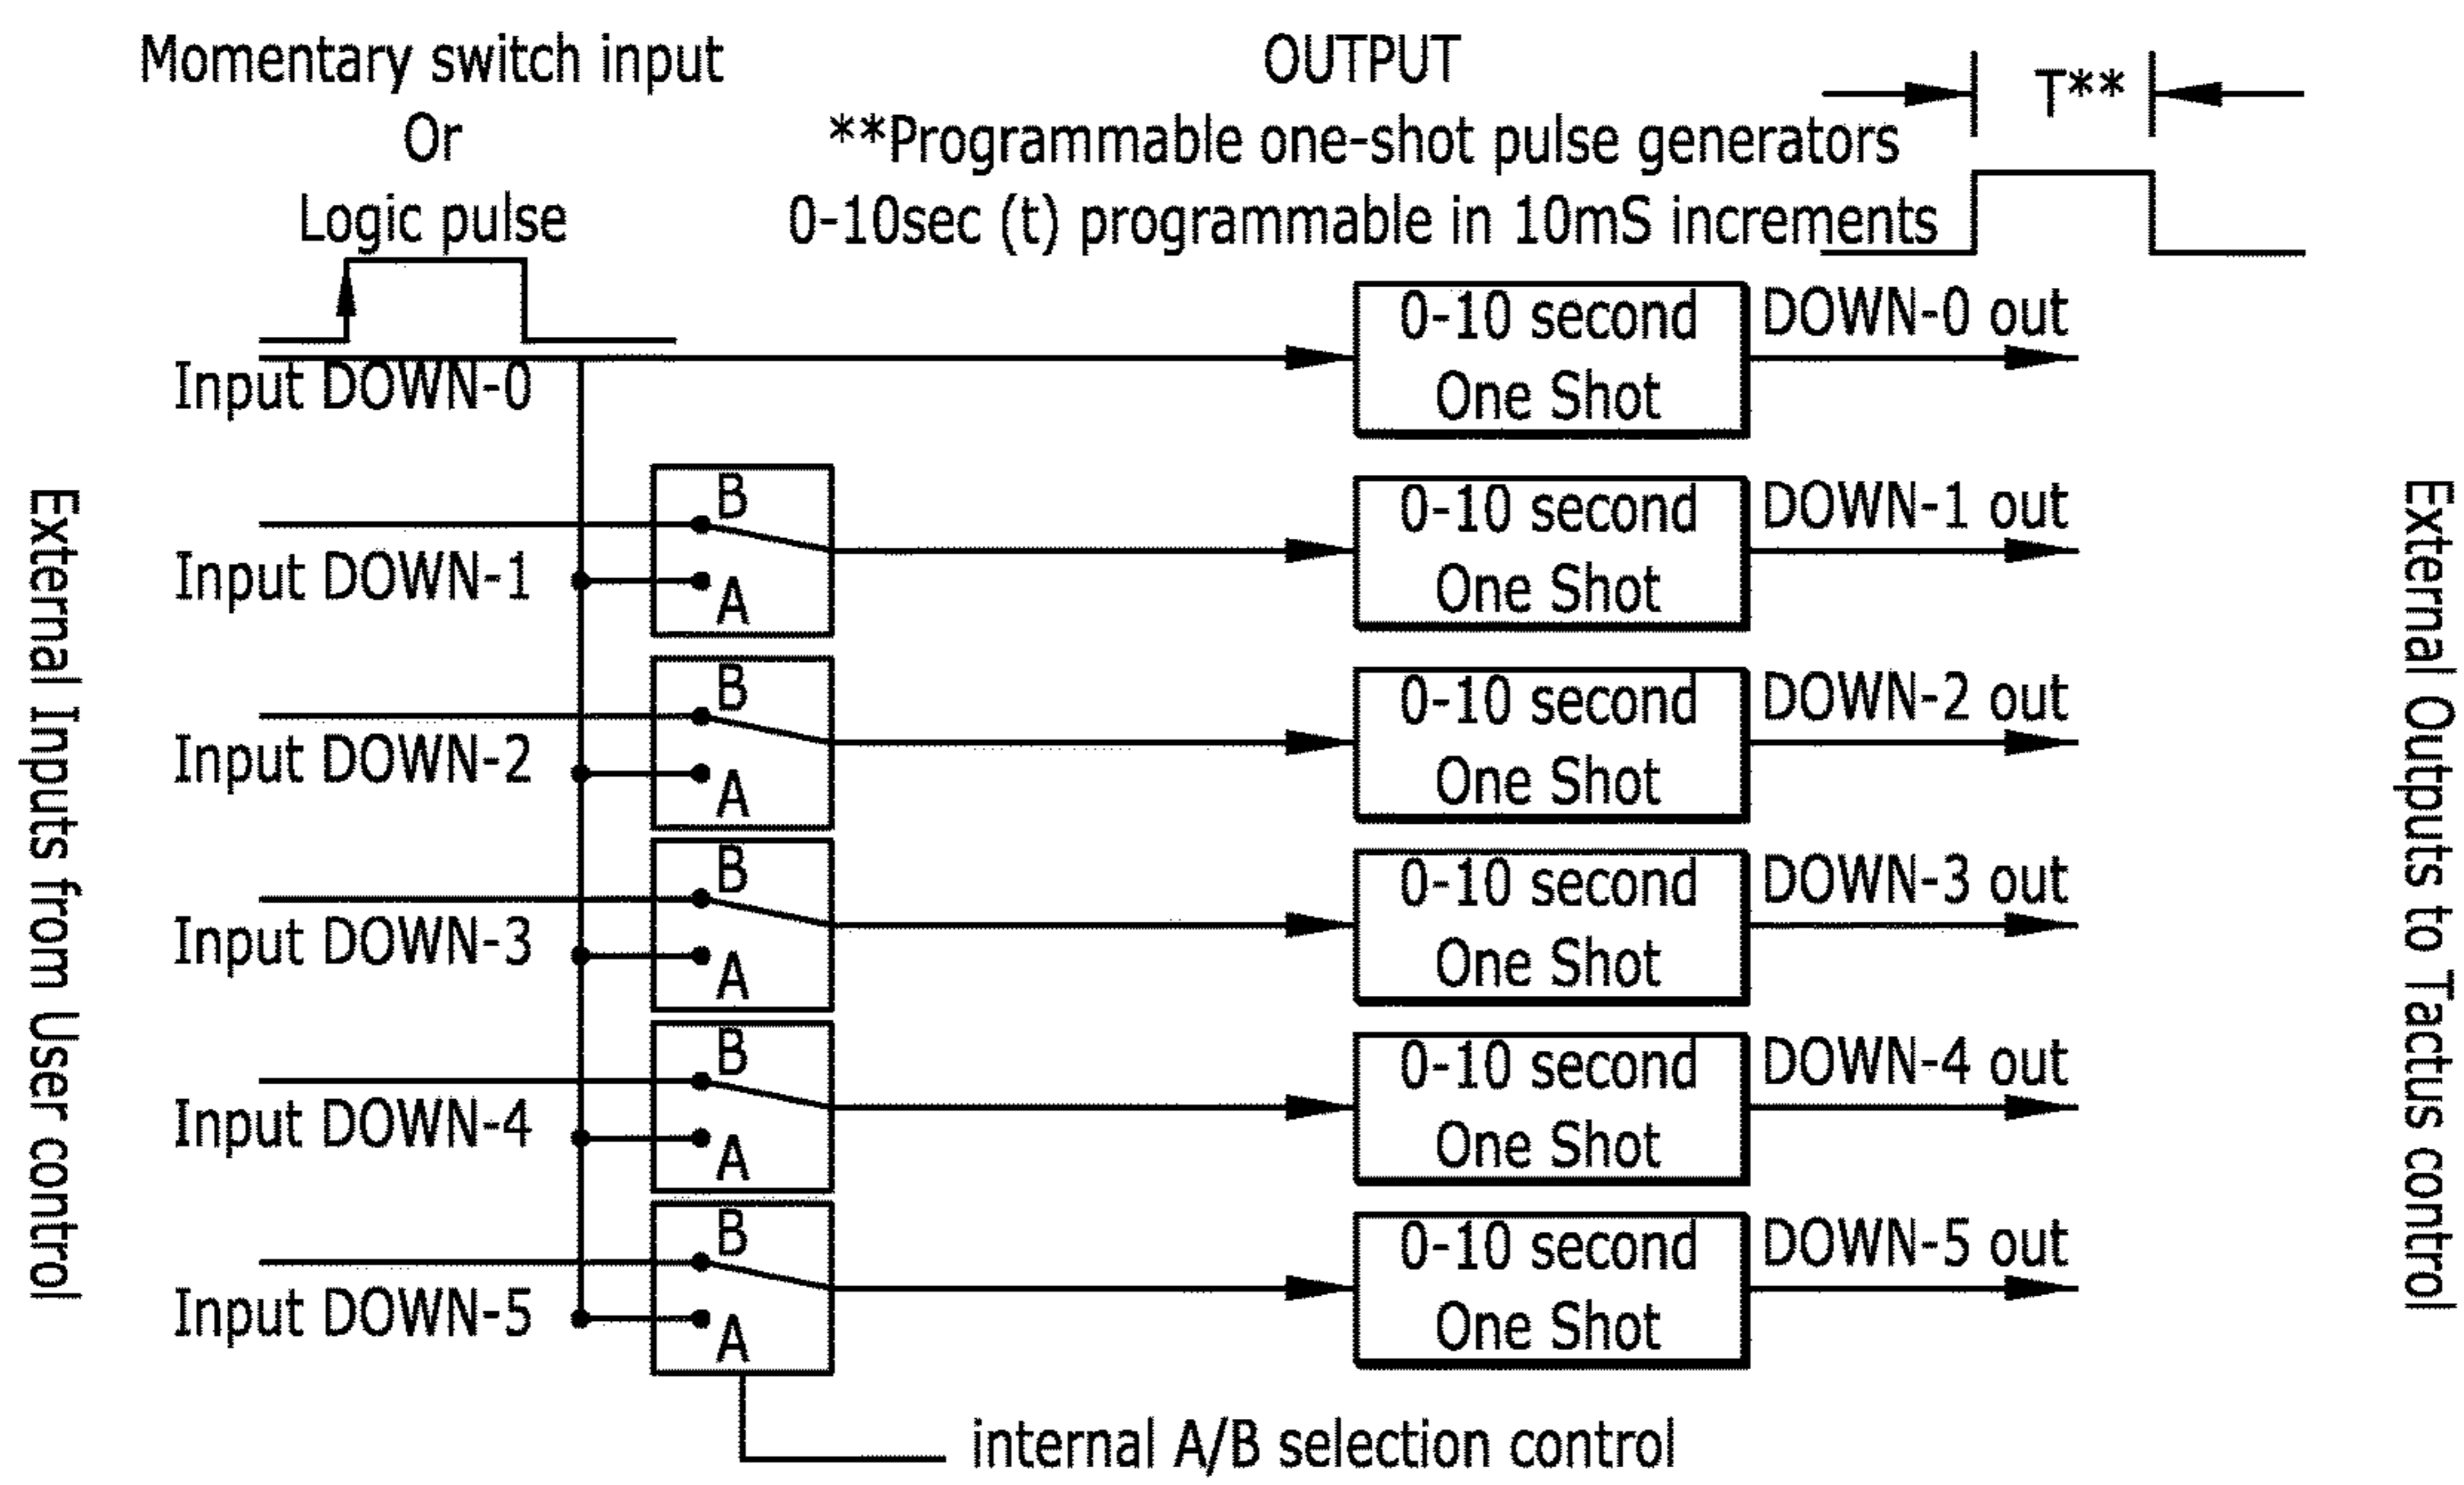 Momentary switch input
Or
Logic pulse
OUTPUT
**Programmable one-shot pulse generators
0-10sec (t) programmable in 10mS increments
T**
Input DOWN-0
0-10 second
One Shot
DOWN-0 out
Input DOWN-1
B
A
0-10 second
One Shot
DOWN-1 out
Input DOWN-2
B
A
0-10 second
One Shot
DOWN-2 out
Input DOWN-3
B
A
0-10 second
One Shot
DOWN-3 out
Input DOWN-4
B
A
0-10 second
One Shot
DOWN-4 out
Input DOWN-5
B
A
0-10 second
One Shot
DOWN-5 out
internal A/B selection control
External Inputs from User control
External Outputs to Tactus control